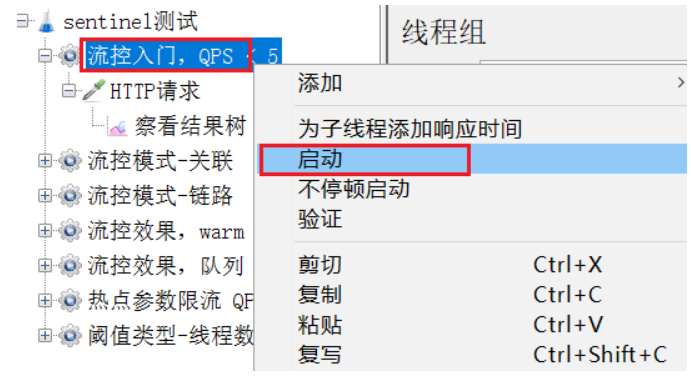 sentinel测试
流控入门，QPS < 5
HTTP请求
察看结果树
流控模式-关联
流控模式-链路
流控效果，warm
流控效果，队列
热点参数限流 QP
阈值类型-线程数
线程组
添加 >
为子线程添加响应时间
启动
不停顿启动
验证
剪切 Ctrl+X
复制 Ctrl+C
粘贴 Ctrl+V
复写 Ctrl+Shift+C